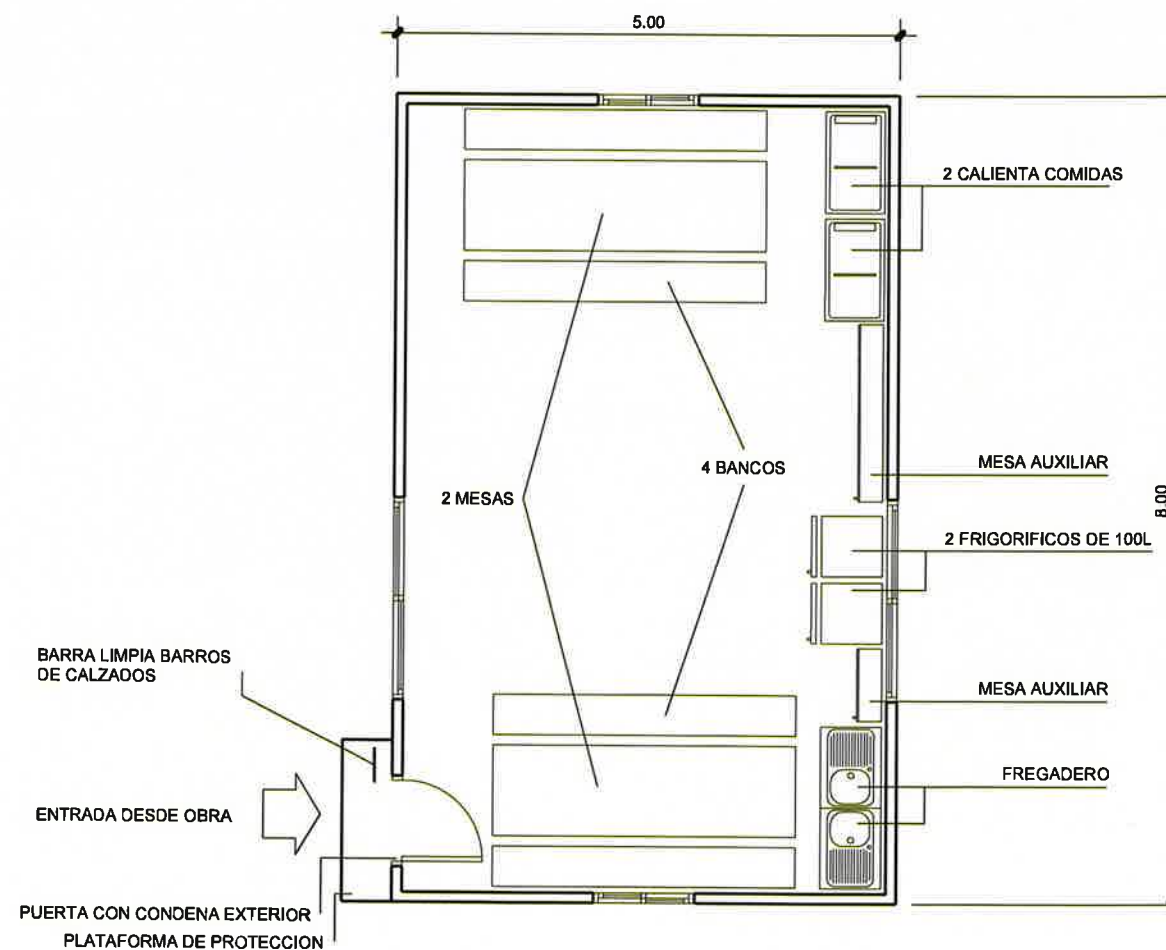 5.00
2 CALIENTA COMIDAS
4 BANCOS
MESA AUXILIAR
2 MESAS
8.00
2 FRIGORIFICOS DE 100L
BARRA LIMPIA BARROS
DE CALZADOS
MESA AUXILIAR
FREGADERO
ENTRADA DESDE OBRA
PUERTA CON CONDENA EXTERIOR
PLATAFORMA DE PROTECCION